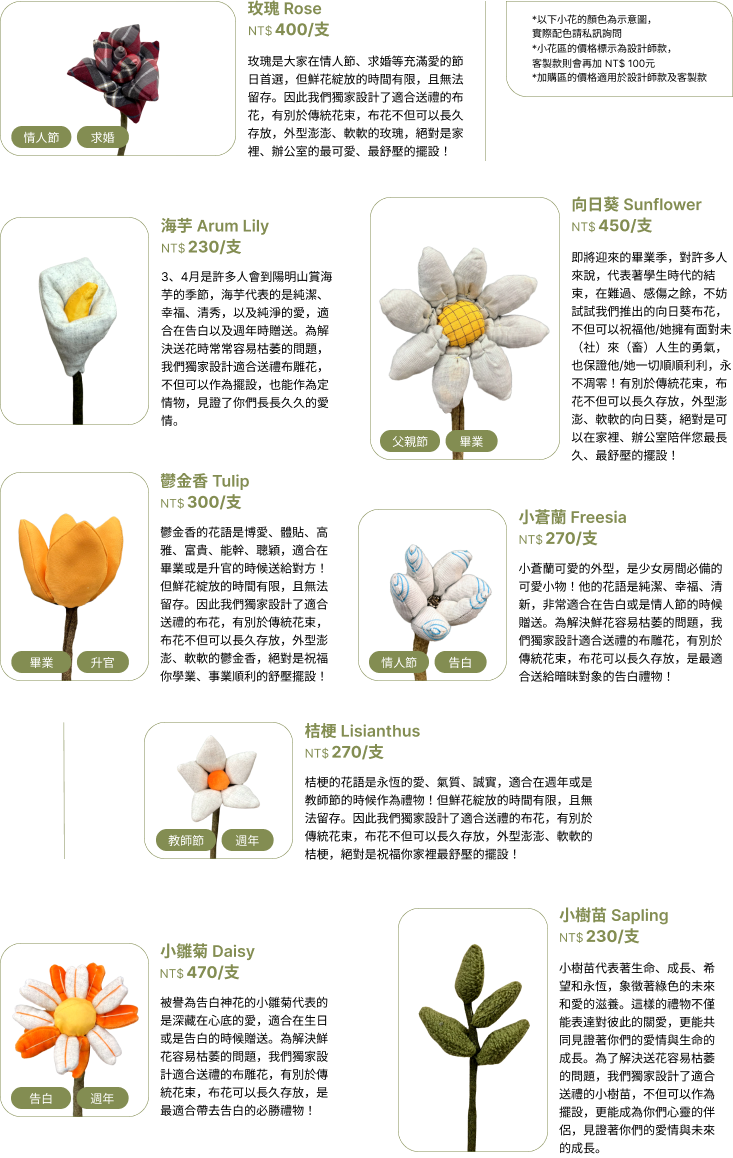 玫瑰 Rose
NT$ 400/支
玫瑰是大家在情人節、求婚等充滿愛的節
日首選，但鮮花綻放的時間有限，且無法
留存。因此我們獨家設計了適合送禮的布
花，有別於傳統花束，布花不但可以長久
存放，外型澎澎、軟軟的玫瑰，絕對是家
裡、辦公室的最可愛、最舒壓的擺設！
情人節 求婚
*以下小花的顏色為示意圖，
實際配色請私訊詢問
*小花區的價格標示為設計師款，
客製款則會再加 NT$ 100元
*加購區的價格適用於設計師款及客製款
海芋 Arum Lily
NT$ 230/支
3、4月是許多人會到陽明山賞海
芋的季節，海芋代表的是純潔、
幸福、清秀，以及純淨的愛，適
合在告白以及週年時贈送。為解
決送花時常常容易枯萎的問題，
我們獨家設計適合送禮布雕花，
不但可以作為擺設，也能作為定
情物，見證了你們長長久久的愛
情。
向日葵 Sunflower
NT$ 450/支
即將迎來的畢業季，對許多人
來說，代表著學生時代的結
束，在難過、感傷之餘，不妨
試試我們推出的向日葵布花，
不但可以祝福他/她擁有面對未
（社）來（畜）人生的勇氣，
也保證他/她一切順順利利，永
不凋零！有別於傳統花束，布
花不但可以長久存放，外型澎
澎、軟軟的向日葵，絕對是可
以在家裡、辦公室陪伴您最長
久、最舒壓的擺設！
父親節 畢業
鬱金香 Tulip
NT$ 300/支
鬱金香的花語是博愛、體貼、高
雅、富貴、能幹、聰穎，適合在
畢業或是升官的時候送給對方！
但鮮花綻放的時間有限，且無法
留存。因此我們獨家設計了適合
送禮的布花，有別於傳統花束，
布花不但可以長久存放，外型澎
澎、軟軟的鬱金香，絕對是祝福
你學業、事業順利的舒壓擺設！
畢業 升官
小蒼蘭 Freesia
NT$ 270/支
小蒼蘭可愛的外型，是少女房間必備的
可愛小物！他的花語是純潔、幸福、清
新，非常適合在告白或是情人節的時候
贈送。為解決鮮花容易枯萎的問題，我
們獨家設計適合送禮的布雕花，有別於
傳統花束，布花可以長久存放，是最適
合送給暗昧對象的告白禮物！
情人節 告白
桔梗 Lisianthus
NT$ 270/支
桔梗的花語是永恆的愛、氣質、誠實，適合在週年或是
教師節的時候作為禮物！但鮮花綻放的時間有限，且無
法留存。因此我們獨家設計了適合送禮的布花，有別於
傳統花束，布花不但可以長久存放，外型澎澎、軟軟的
桔梗，絕對是祝福你家裡最舒壓的擺設！
教師節 週年
小雛菊 Daisy
NT$ 470/支
被譽為告白神花的小雛菊代表的
是深藏在心底的愛，適合在生日
或是告白的時候贈送。為解決鮮
花容易枯萎的問題，我們獨家設
計適合送禮的布雕花，有別於傳
統花束，布花可以長久存放，是
最適合帶去告白的必勝禮物！
告白 週年
小樹苗 Sapling
NT$ 230/支
小樹苗代表著生命、成長、希
望和永恆，象徵著綠色的未來
和愛的滋養。這樣的禮物不僅
能表達對彼此的關愛，更能共
同見證著你們的愛情與生命的
成長。為了解決送花容易枯萎
的問題，我們獨家設計了適合
送禮的小樹苗，不但可以作為
擺設，更能成為你們心靈的伴
侶，見證著你們的愛情與未來
的成長。